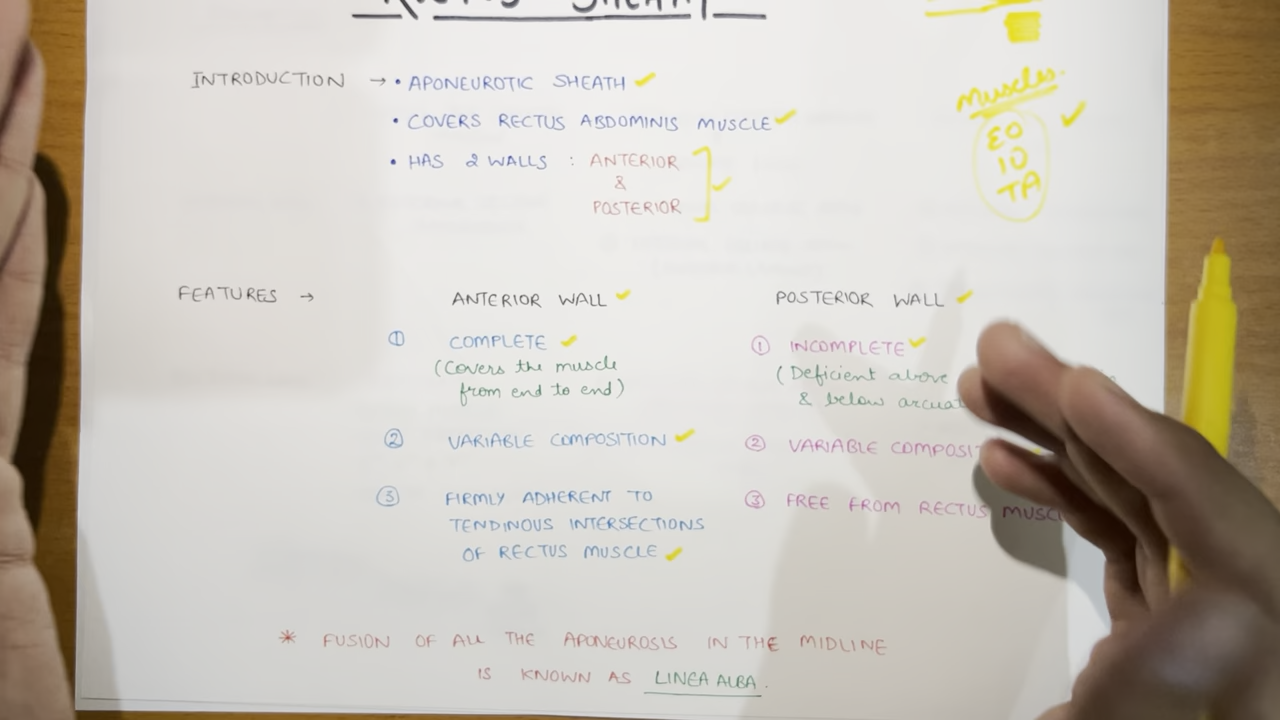 RECTUS SHEATH
INTRODUCTION → • APONEUROTIC SHEATH
• COVERS RECTUS ABDOMINIS MUSCLE
• HAS 2 WALLS : ANTERIOR
&
POSTERIOR
Muscles
EO
IO
TA
FEATURES →
ANTERIOR WALL
① COMPLETE
(Covers the muscle
from end to end)
② VARIABLE COMPOSITION
③ FIRMLY ADHERENT TO
TENDINOUS INTERSECTIONS
OF RECTUS MUSCLE
POSTERIOR WALL
① INCOMPLETE
(Deficient above
& below
② VARIABLE
③ FREE FROM RECTUS
* FUSION OF ALL THE APONEUROSIS IN THE MIDLINE
IS KNOWN AS LINEA ALBA.